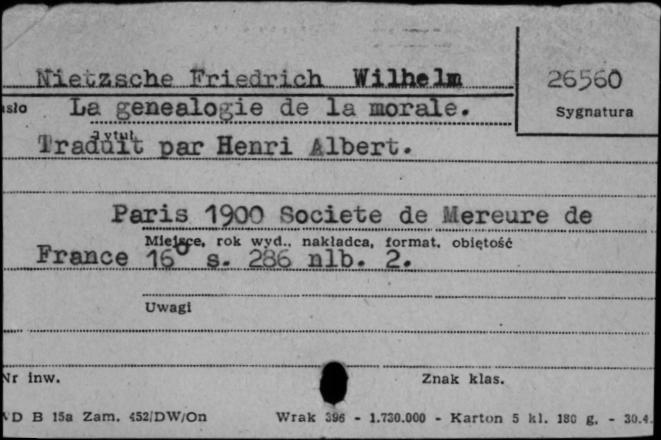 Nietzsche Friedrich Wilhelm
26560
Sygnatura
La genealogie de la morale.
Traduit par Henri Albert.
Paris 1900 Societe de Mereure de
Miejsce, rok wyd., nakładca, format, obiętość
France 16° s. 286 nlb. 2.
Uwagi
Nr inw.
Znak klas.
D B 15a Zam. 452/DW/On Wrak 396 - 1.730.000 - Karton 5 kl. 180 g. - 30.4.